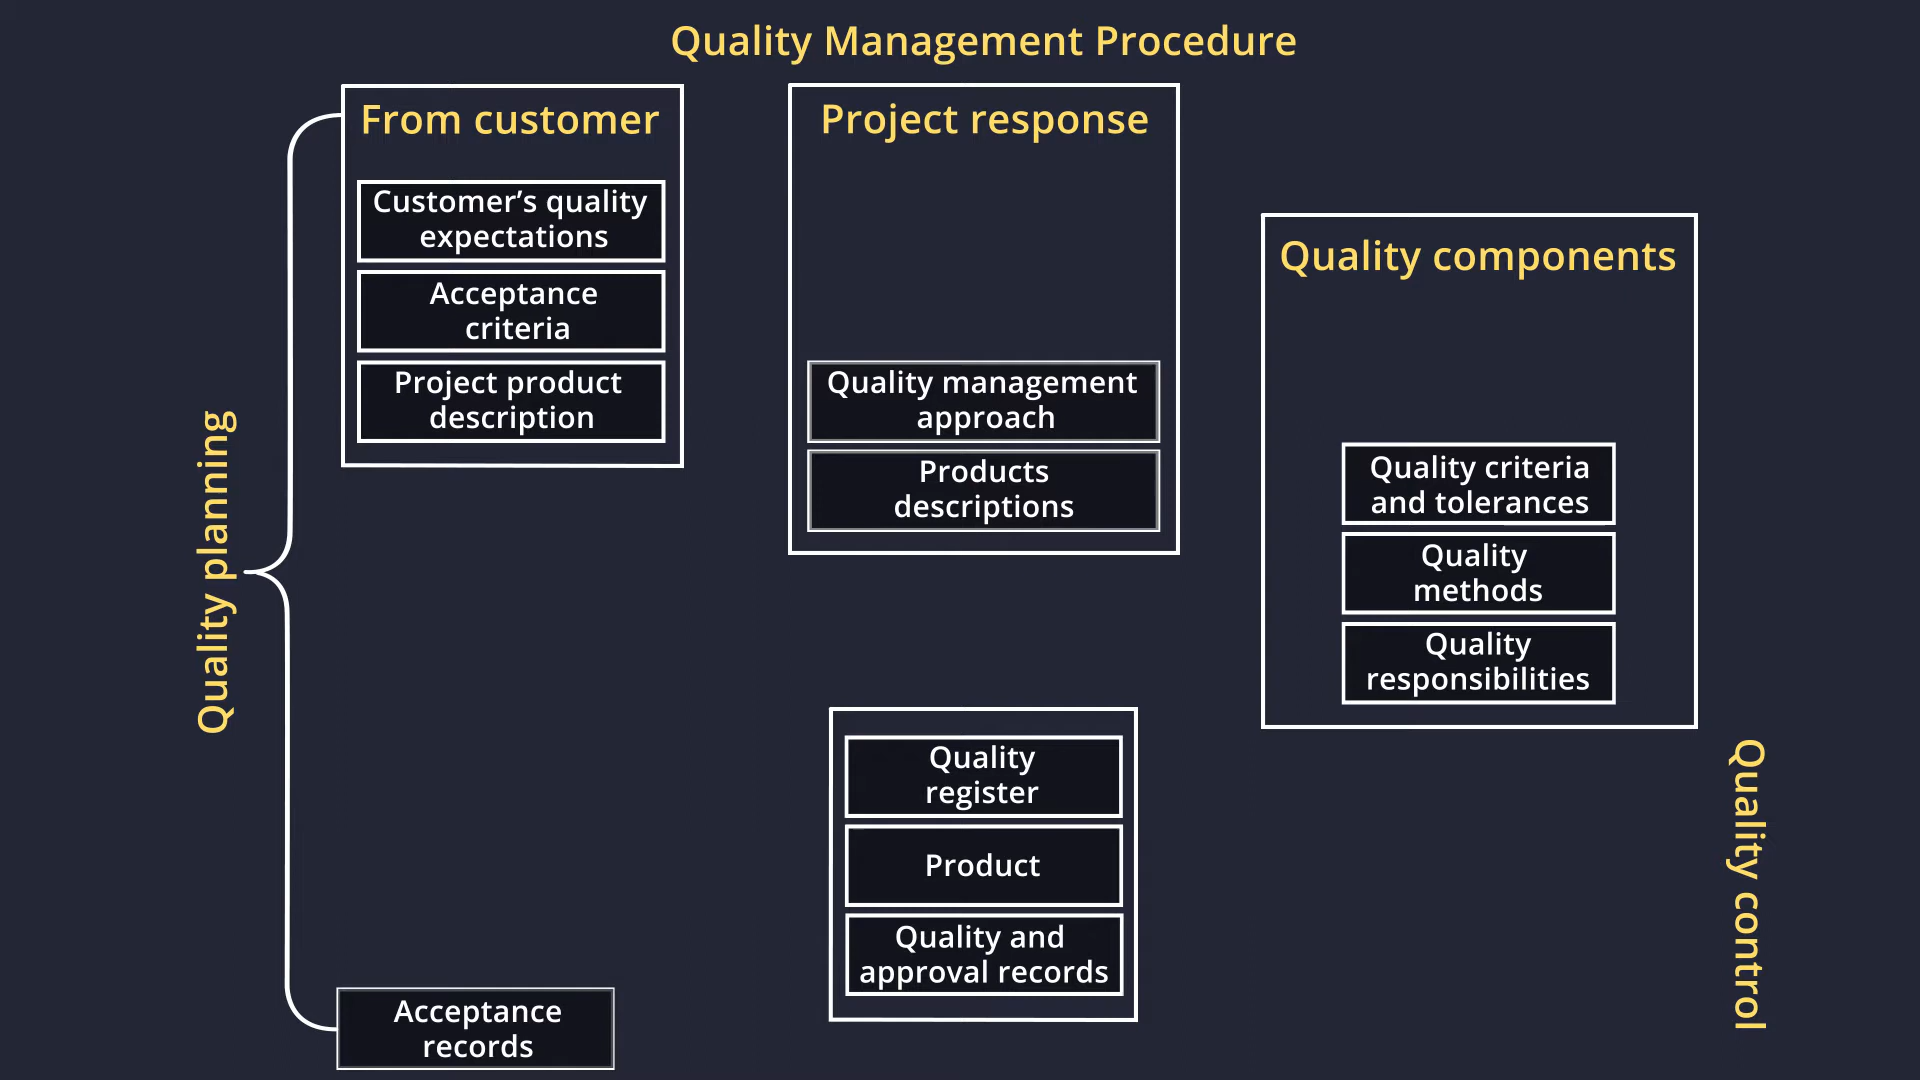 Quality Management Procedure
From customer
Customer’s quality
expectations
Acceptance
criteria
Project product
description
Project response
Quality management
approach
Products
descriptions
Quality components
Quality criteria
and tolerances
Quality
methods
Quality
responsibilities
Quality planning
Quality
register
Product
Quality and
approval records
Quality control
Acceptance
records